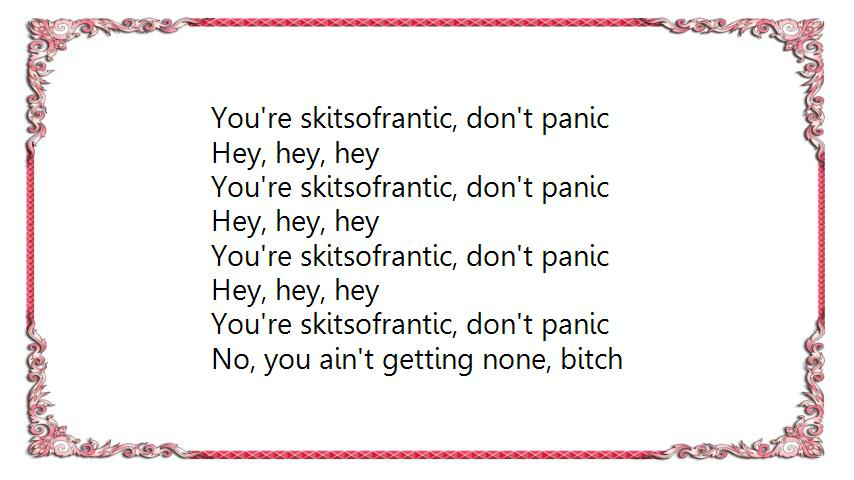 You're skitsofrantic, don't panic
Hey, hey, hey
You're skitsofrantic, don't panic
Hey, hey, hey
You're skitsofrantic, don't panic
Hey, hey, hey
You're skitsofrantic, don't panic
No, you ain't getting none, bitch